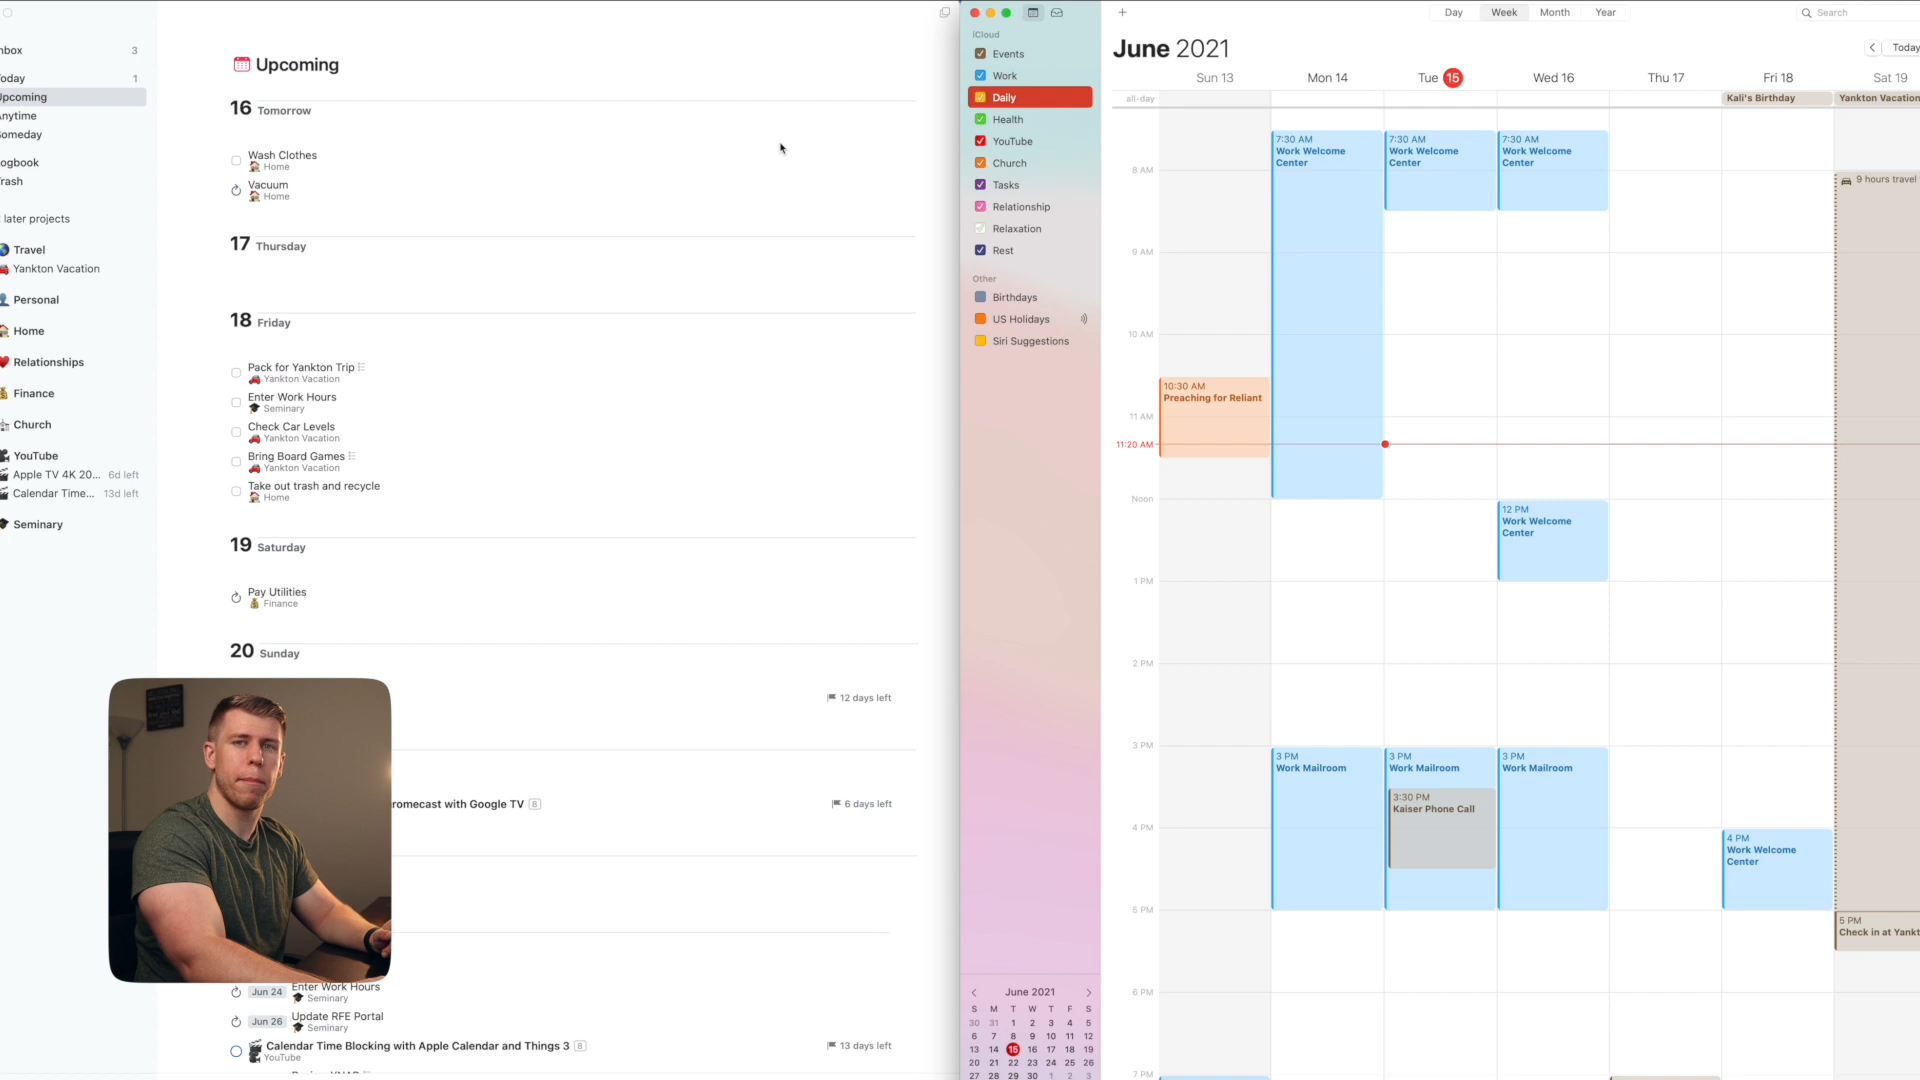 nbox 3
oday 1
Upcoming
nytime
omeday
ogbook
rash
later projects
Travel
Yankton Vacation
Personal
Home
Relationships
Finance
Church
YouTube
Apple TV 4K 20... 6d left
Calendar Time... 13d left
Seminary
Upcoming
16 Tomorrow
Wash Clothes
Home
Vacuum
Home
17 Thursday
18 Friday
Pack for Yankton Trip
Yankton Vacation
Enter Work Hours
Seminary
Check Car Levels
Yankton Vacation
Bring Board Games
Yankton Vacation
Take out trash and recycle
Home
19 Saturday
Pay Utilities
Finance
20 Sunday
12 days left
romecast with Google TV 8
6 days left
Jun 24 Enter Work Hours
Seminary
Jun 26 Update RFE Portal
Seminary
Calendar Time Blocking with Apple Calendar and Things 3 8
YouTube
13 days left
iCloud
Events
Work
Daily
Health
YouTube
Church
Tasks
Relationship
Relaxation
Rest
Other
Birthdays
US Holidays
Siri Suggestions
June 2021
S M T W T F S
30 31 1 2 3 4 5
6 7 8 9 10 11 12
13 14 15 16 17 18 19
20 21 22 23 24 25 26
27 28 29 30 1 2 3
Day Week Month Year
Search
June 2021
Today
Sun 13 Mon 14 Tue 15 Wed 16 Thu 17 Fri 18 Sat 19
all-day
Kali's Birthday
Yankton Vacation
8 AM
9 AM
10 AM
11 AM
11:20 AM
Noon
1 PM
2 PM
3 PM
4 PM
5 PM
6 PM
7 PM
10:30 AM
Preaching for Reliant
7:30 AM
Work Welcome
Center
3 PM
Work Mailroom
7:30 AM
Work Welcome
Center
3 PM
Work Mailroom
3:30 PM
Kaiser Phone Call
7:30 AM
Work Welcome
Center
12 PM
Work Welcome
Center
3 PM
Work Mailroom
4 PM
Work Welcome
Center
9 hours travel
5 PM
Check in at Yankt